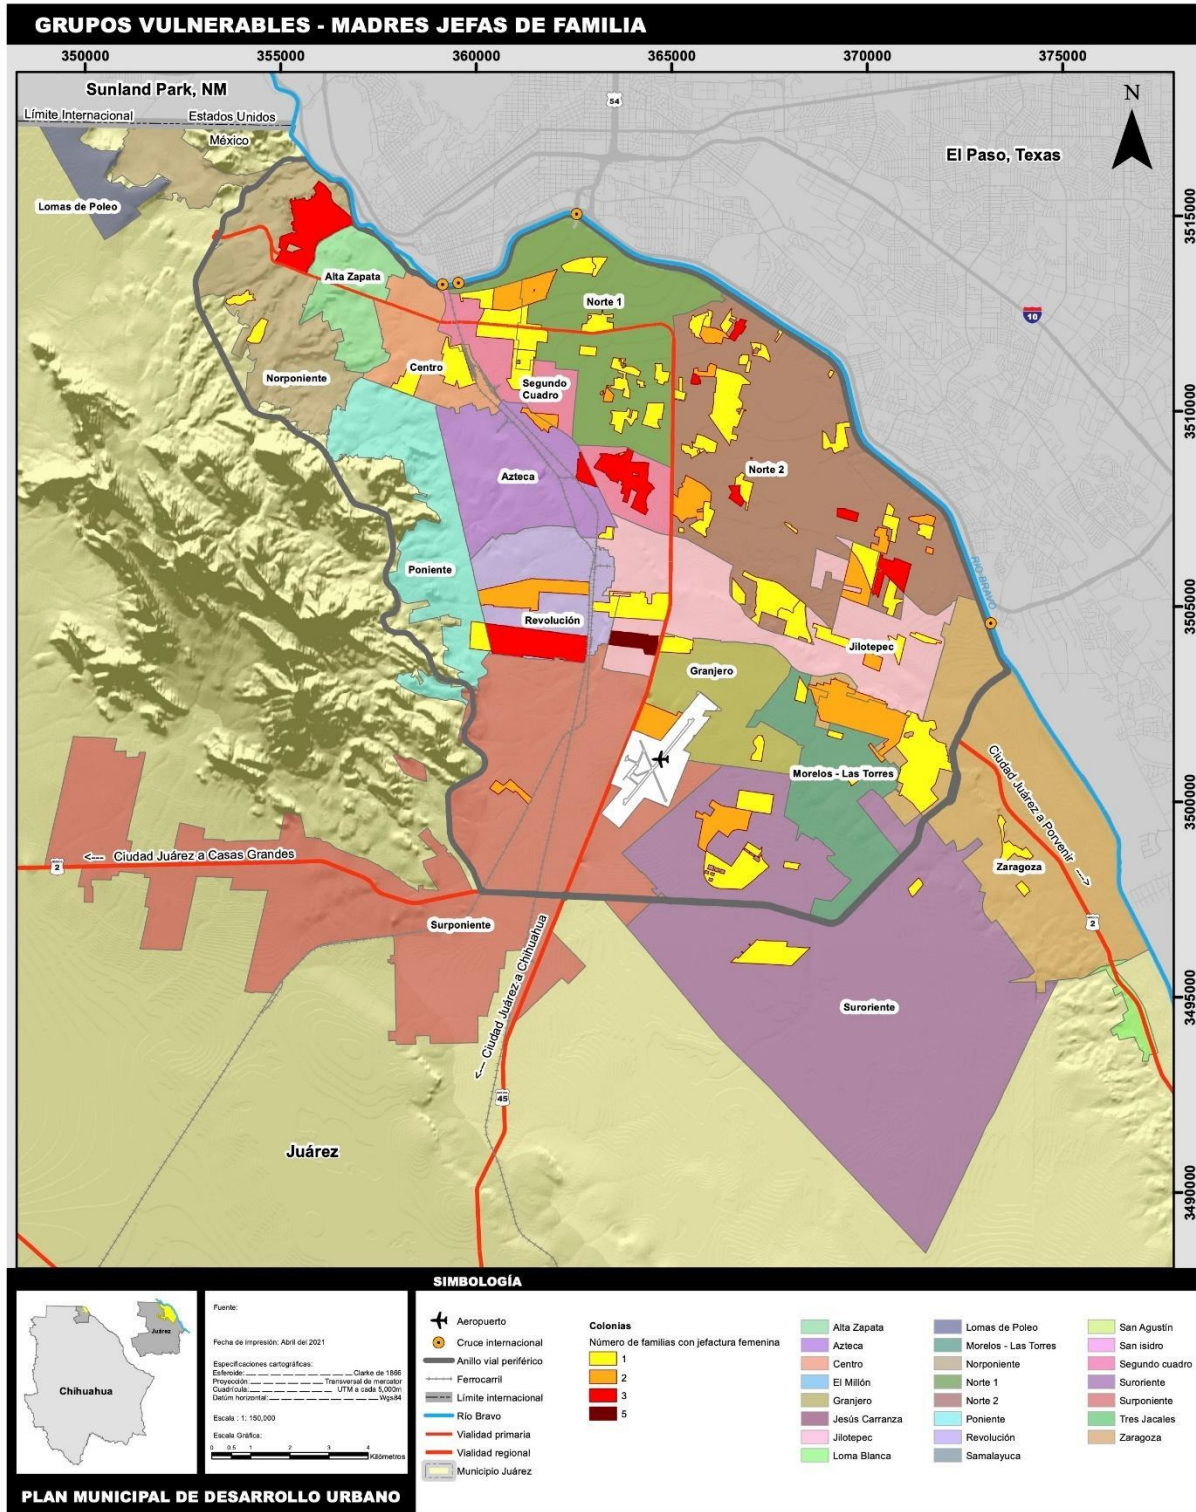 GRUPOS VULNERABLES - MADRES JEFAS DE FAMILIA
350000
355000
360000
365000
370000
375000
Sunland Park, NM
Límite Internacional
Estados Unidos
México
54
N
El Paso, Texas
Lomas de Poleo
3515000
Alta Zapata
Norte 1
10
Norponiente
Centro
Segundo
Cuadro
3510000
Azteca
Norte 2
Poniente
RIO BRAVO
3505000
Revolución
Jilotepec
Granjero
Morelos - Las Torres
3500000
Ciudad Juárez a Porvenir --->
<--- Ciudad Juárez a Casas Grandes
2
Zaragoza
Surponiente
2
<--- Ciudad Juárez a Chihuahua
Suroriente
3495000
45
Juárez
3490000
SIMBOLOGÍA
Juárez
Chihuahua
Fuente:
Fecha de impresión: Abril del 2021
Especificaciones cartográficas:
Esferoide: Clarke de 1866
Proyección: Transversal de mercator
Cuadrícula: UTM a cada 5,000m
Datúm horizontal: Wgs84
Escala : 1: 150,000
Escala Gráfica:
0 0.5 1 2 3 4
Kilómetros
PLAN MUNICIPAL DE DESARROLLO URBANO
Aeropuerto
Cruce internacional
Anillo vial periférico
Ferrocarril
Límite internacional
Río Bravo
Vialidad primaria
Vialidad regional
Municipio Juárez
Colonias
Número de familias con jefactura femenina
1
2
3
5
Alta Zapata
Azteca
Centro
El Millón
Granjero
Jesús Carranza
Jilotepec
Loma Blanca
Lomas de Poleo
Morelos - Las Torres
Norponiente
Norte 1
Norte 2
Poniente
Revolución
Samalayuca
San Agustín
San isidro
Segundo cuadro
Suroriente
Surponiente
Tres Jacales
Zaragoza